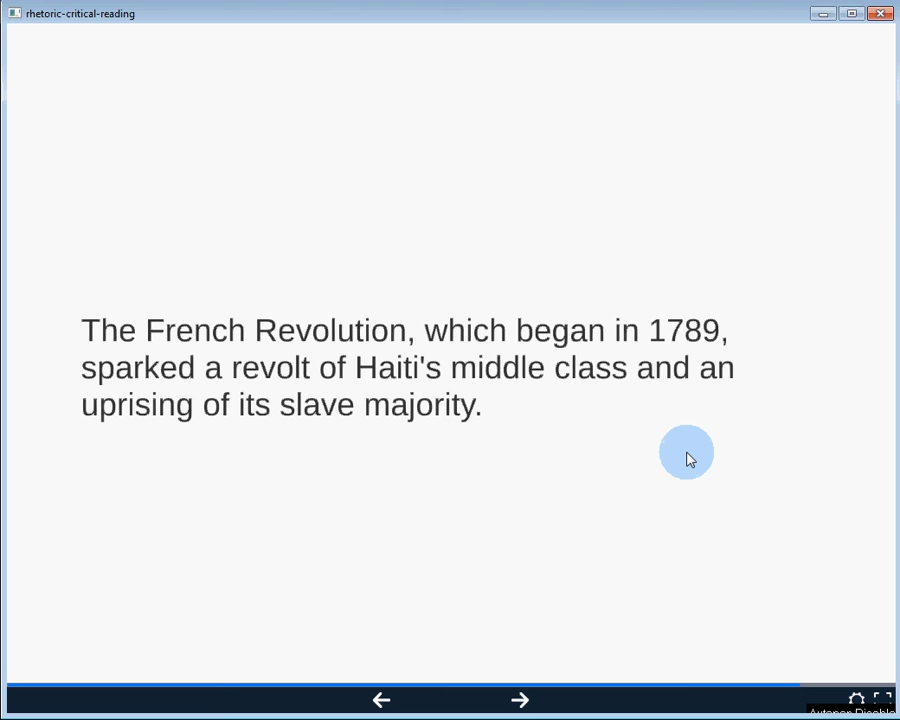 rhetoric-critical-reading
The French Revolution, which began in 1789,
sparked a revolt of Haiti's middle class and an
uprising of its slave majority.